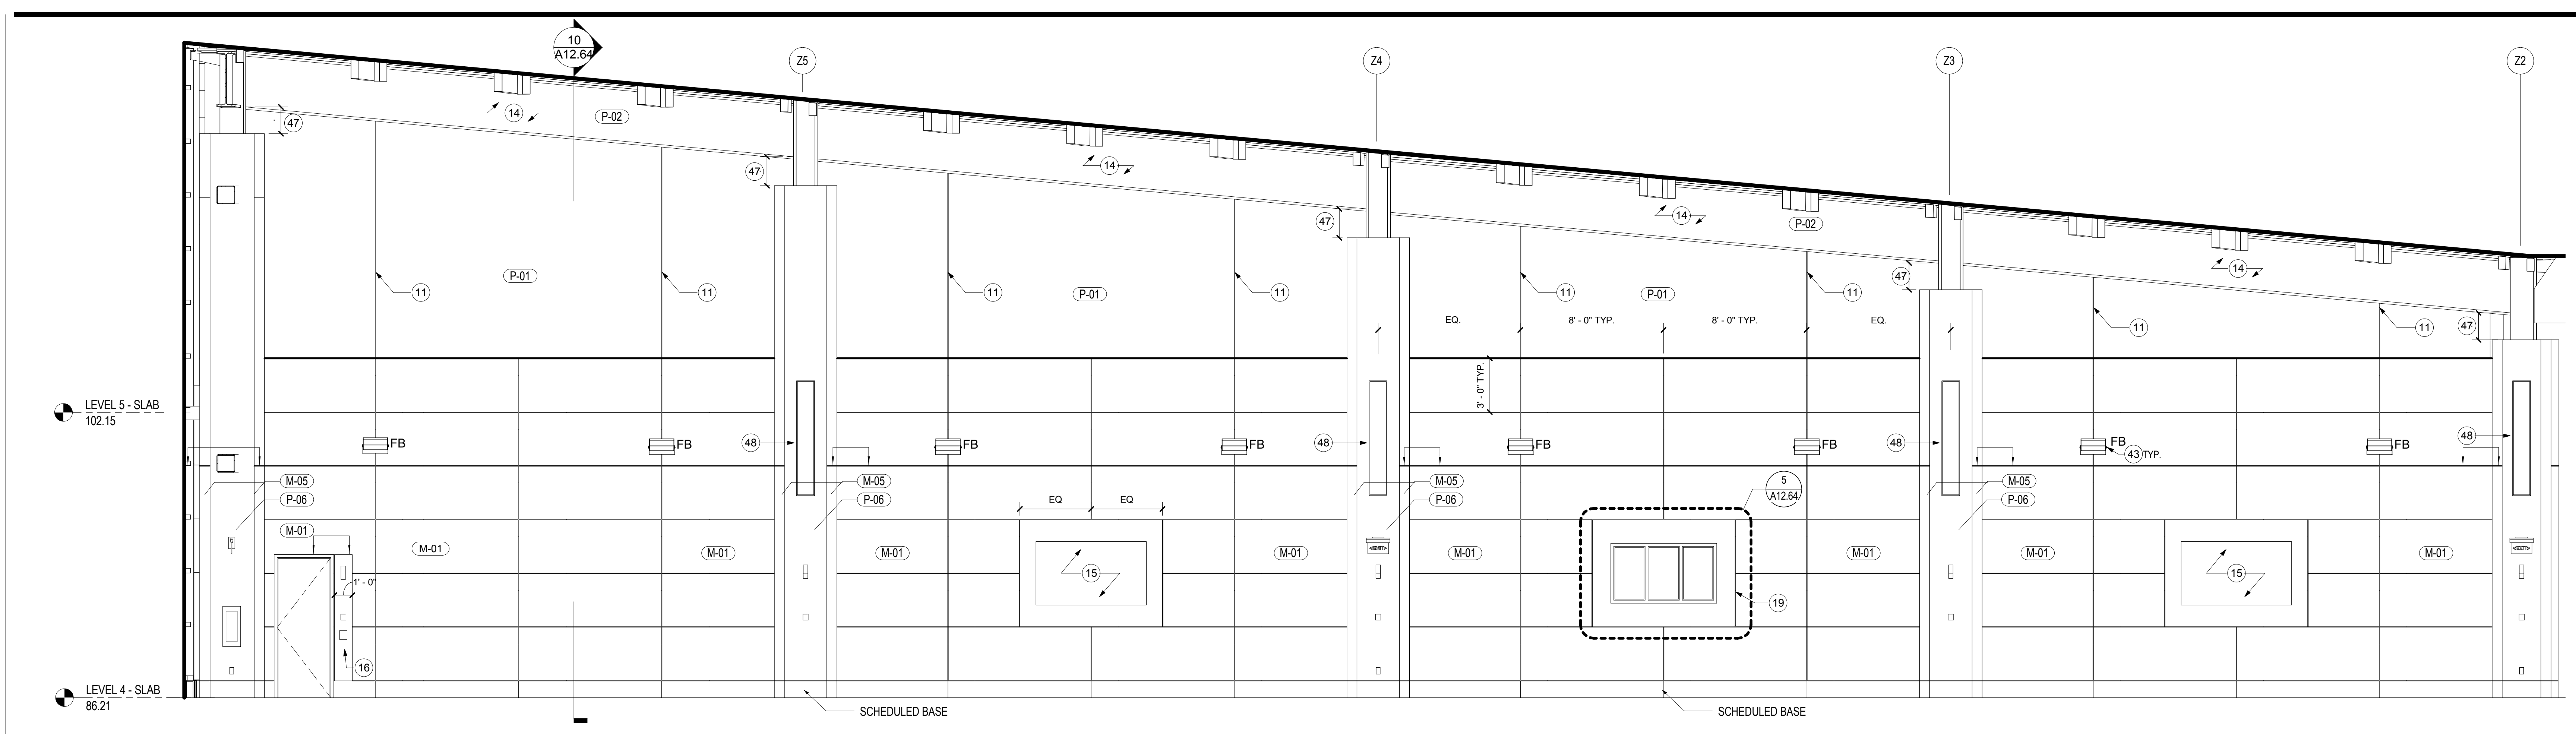 10
A12.64
Z5
Z4
Z3
Z2
14
P-02
47
14
47
14
P-02
47
14
47
47
11
P-01
11
11
P-01
11
11
P-01
11
11
11
EQ.
8' - 0" TYP.
8' - 0" TYP.
EQ.
3' - 0" TYP.
LEVEL 5 - SLAB
102.15
FB
FB
48
FB
FB
48
FB
FB
48
FB
43 TYP.
FB
48
M-05
P-06
M-01
M-05
P-06
EQ
EQ
M-05
P-06
5
A12.64
M-05
P-06
M-01
M-01
M-01
M-01
<EXIT>
M-01
M-01
M-01
M-01
<EXIT>
1' - 0"
15
15
19
16
LEVEL 4 - SLAB
86.21
SCHEDULED BASE
SCHEDULED BASE